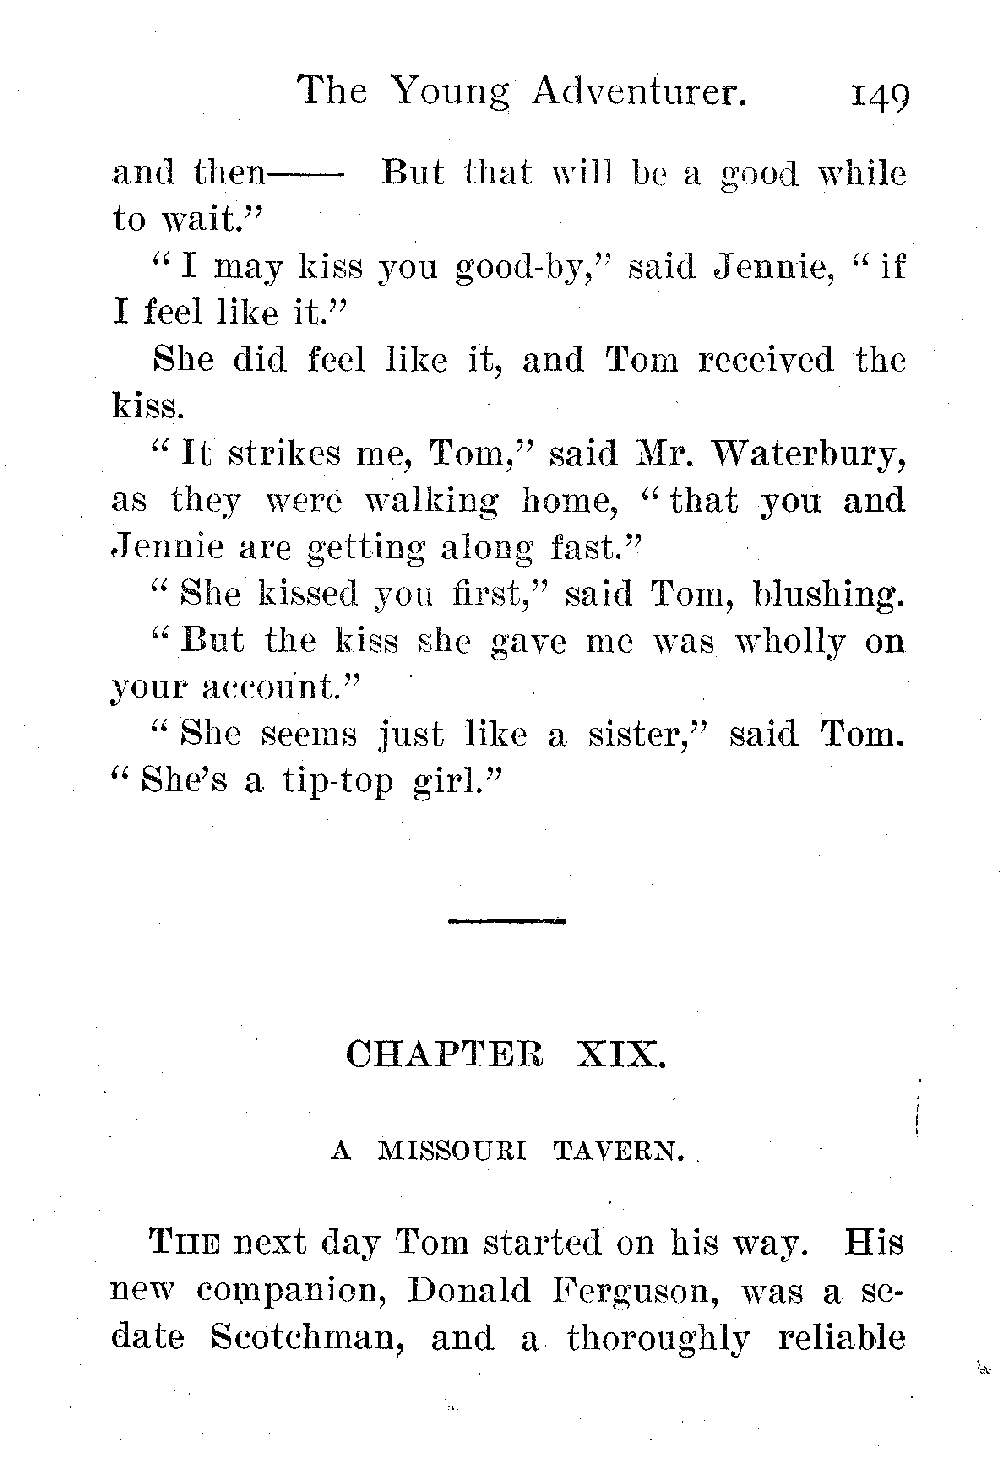 The Young Adventurer. 149
and then—— But that will be a good while
to wait.”
“ I may kiss you good-by,” said Jennie, “ if
I feel like it.”
She did feel like it, and Tom received the
kiss.
“ It strikes me, Tom,” said Mr. Waterbury,
as they were walking home, “ that you and
Jennie are getting along fast.”
“ She kissed you first,” said Tom, blushing.
“ But the kiss she gave me was wholly on
your account.”
“ She seems just like a sister,” said Tom.
“ She’s a tip-top girl.”
CHAPTER XIX.
A MISSOURI TAVERN.
THE next day Tom started on his way. His
new companion, Donald Ferguson, was a se-
date Scotchman, and a thoroughly reliable